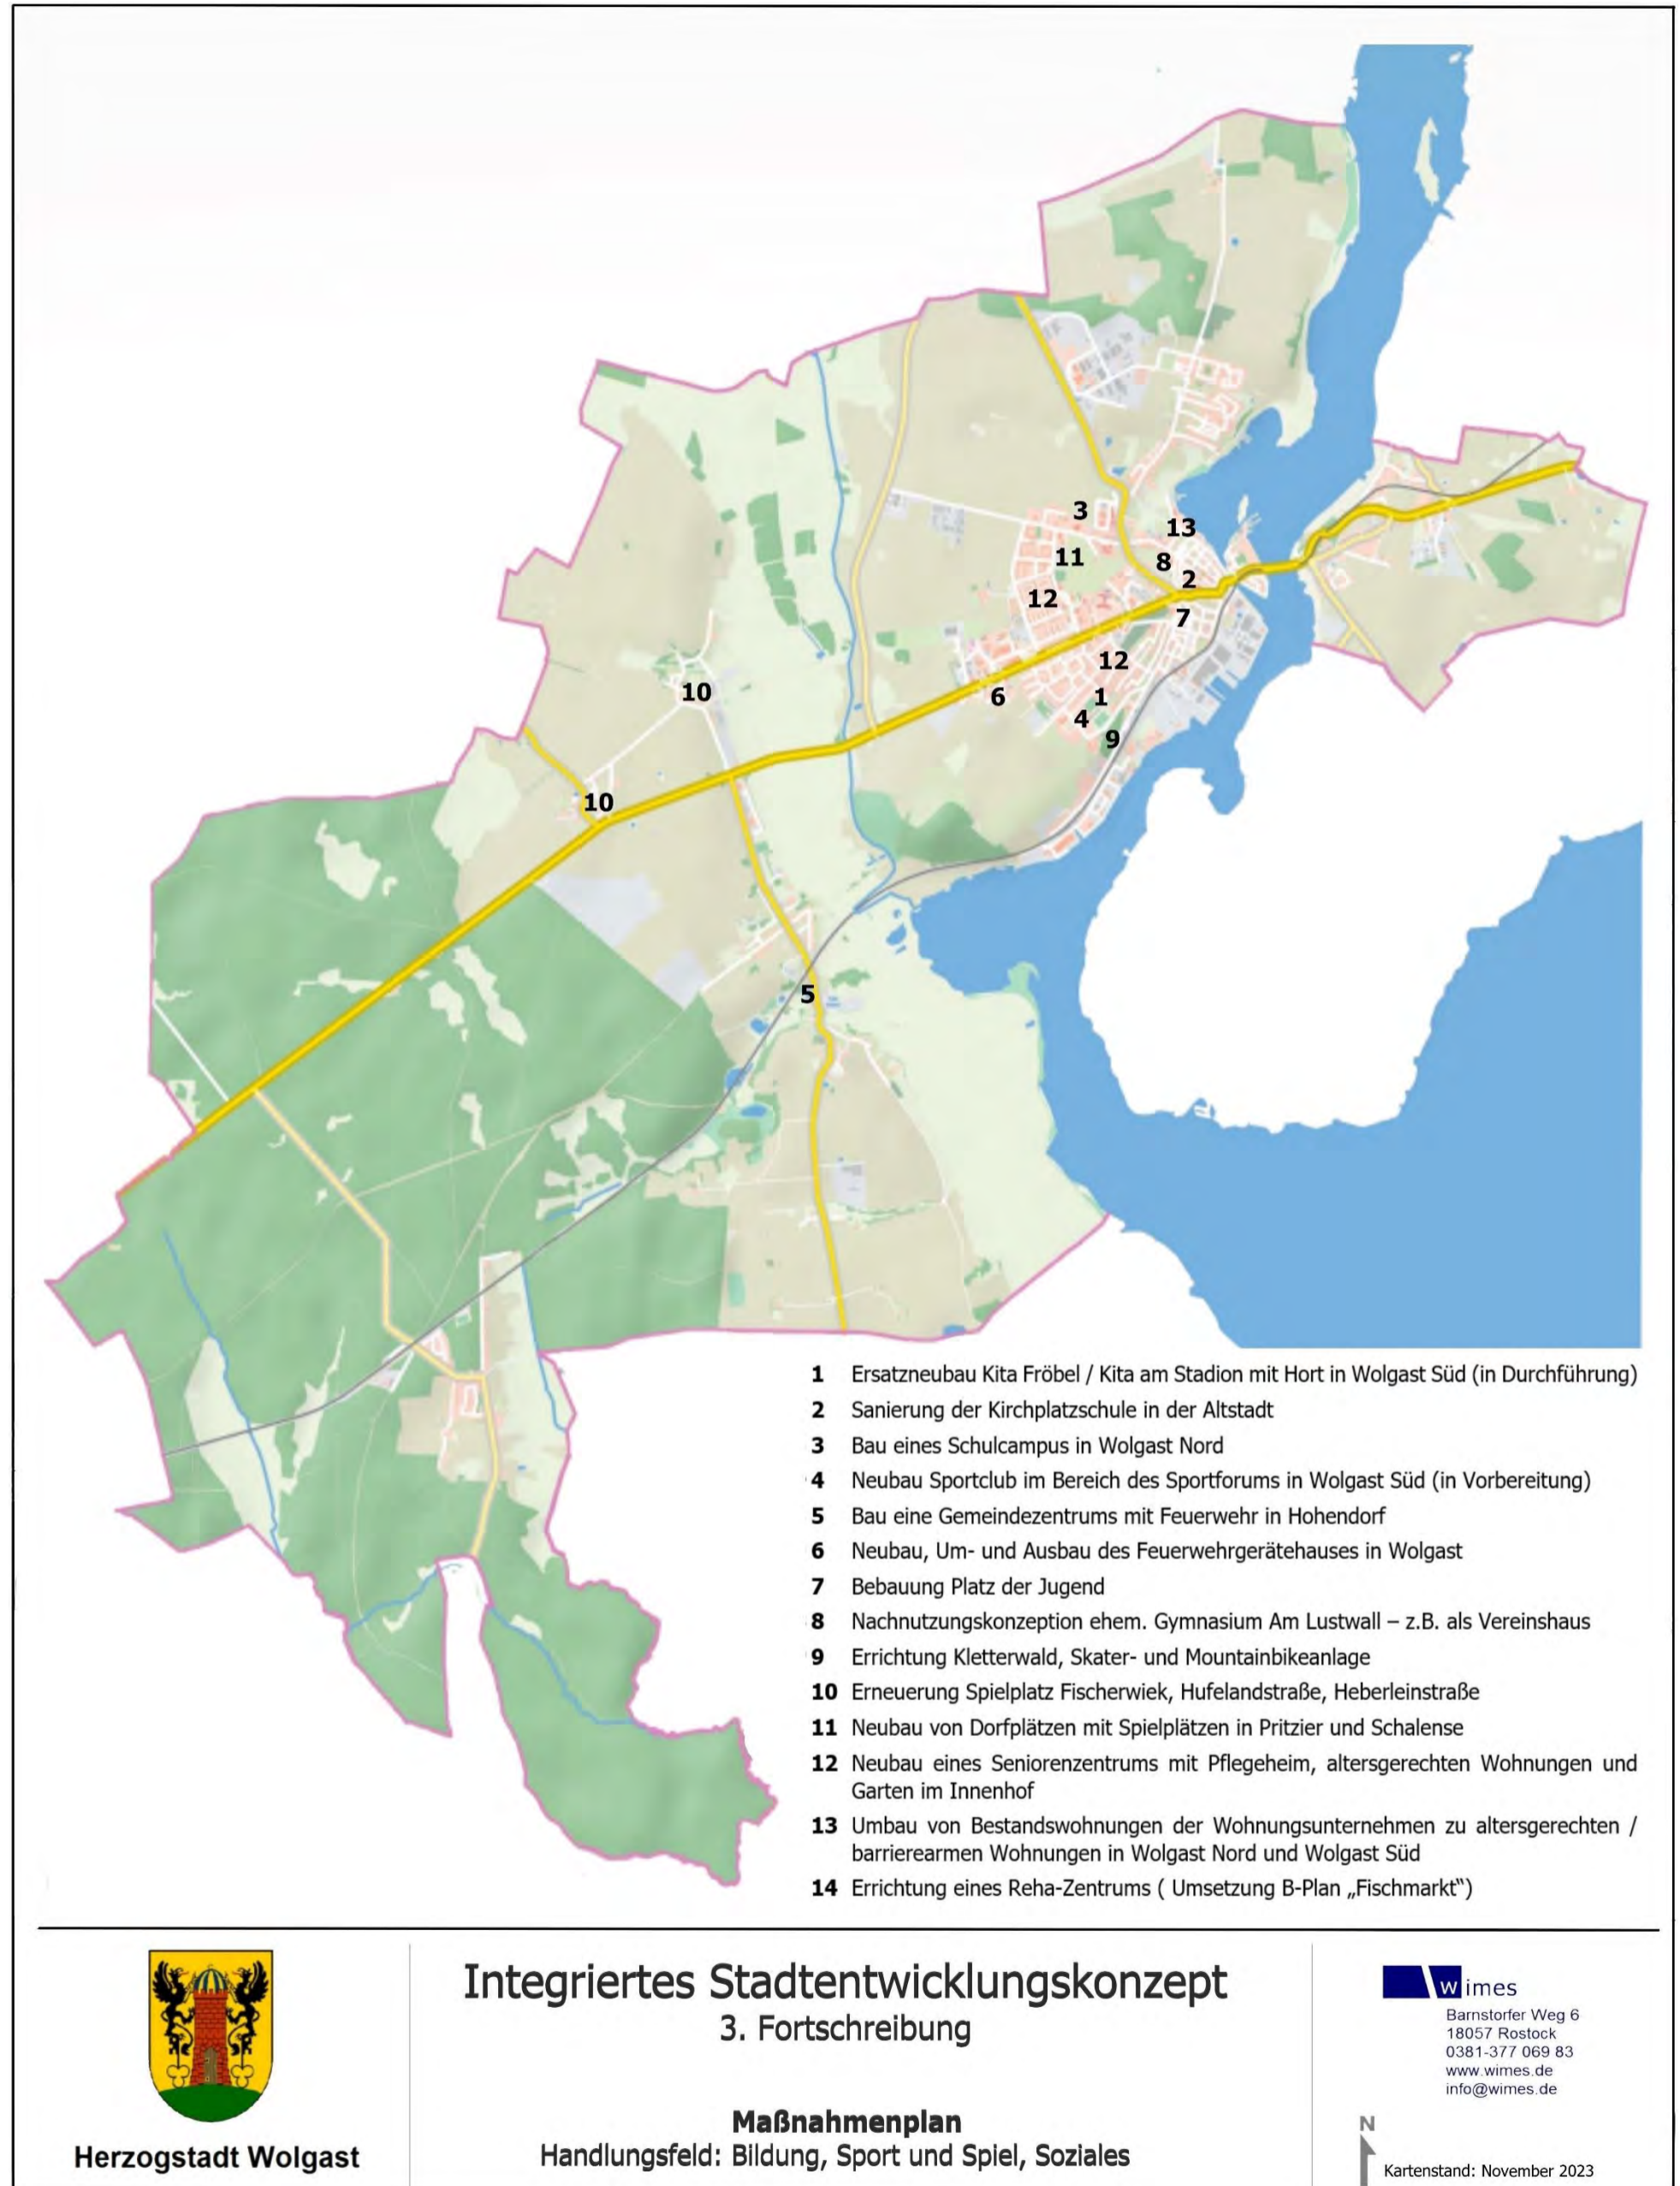 3
13
11
8
2
12
7
12
10
6
1
4
9
10
5
1 Ersatzneubau Kita Fröbel / Kita am Stadion mit Hort in Wolgast Süd (in Durchführung)
2 Sanierung der Kirchplatzschule in der Altstadt
3 Bau eines Schulcampus in Wolgast Nord
4 Neubau Sportclub im Bereich des Sportforums in Wolgast Süd (in Vorbereitung)
5 Bau eine Gemeindezentrums mit Feuerwehr in Hohendorf
6 Neubau, Um- und Ausbau des Feuerwehrgerätehauses in Wolgast
7 Bebauung Platz der Jugend
8 Nachnutzungskonzeption ehem. Gymnasium Am Lustwall – z.B. als Vereinshaus
9 Errichtung Kletterwald, Skater- und Mountainbikeanlage
10 Erneuerung Spielplatz Fischerwiek, Hufelandstraße, Heberleinstraße
11 Neubau von Dorfplätzen mit Spielplätzen in Pritzier und Schalense
12 Neubau eines Seniorenzentrums mit Pflegeheim, altersgerechten Wohnungen und
Garten im Innenhof
13 Umbau von Bestandswohnungen der Wohnungsunternehmen zu altersgerechten /
barrierearmen Wohnungen in Wolgast Nord und Wolgast Süd
14 Errichtung eines Reha-Zentrums ( Umsetzung B-Plan „Fischmarkt“)
Herzogstadt Wolgast
Integriertes Stadtentwicklungskonzept
3. Fortschreibung
Maßnahmenplan
Handlungsfeld: Bildung, Sport und Spiel, Soziales
wimes
Barnstorfer Weg 6
18057 Rostock
0381-377 069 83
www.wimes.de
info@wimes.de
N
Kartenstand: November 2023